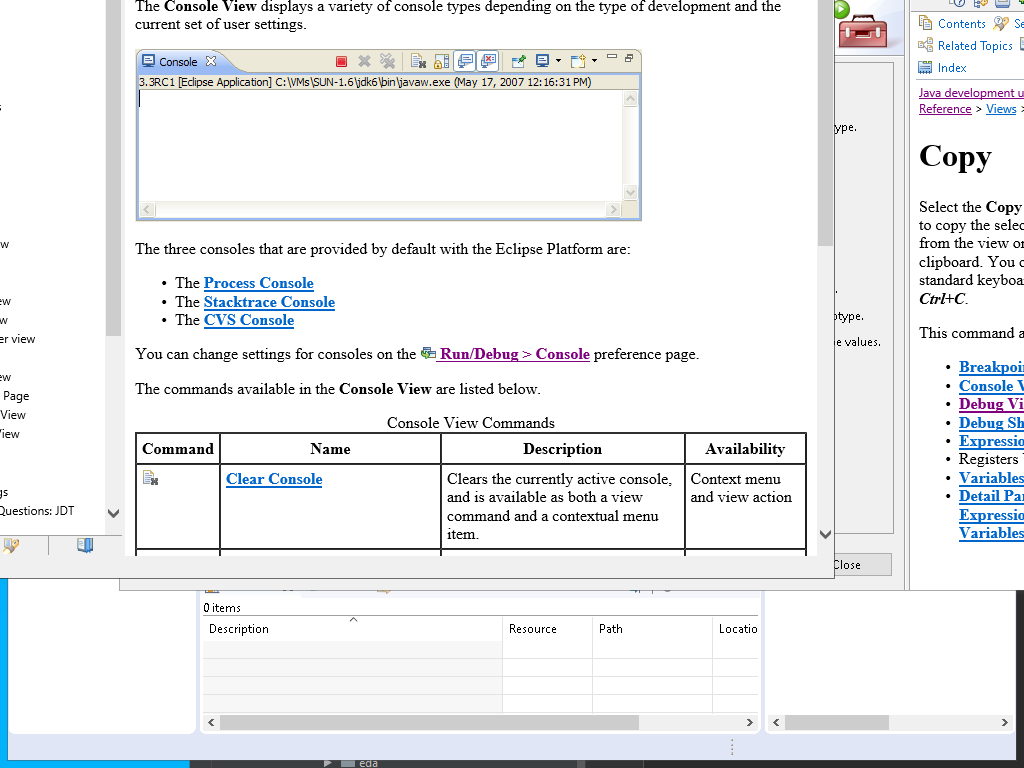 The Console View displays a variety of console types depending on the type of development and the
current set of user settings.
Console
3.3RC1 [Eclipse Application] C:\VMs\SUN-1.6\jdk6\bin\javaw.exe (May 17, 2007 12:16:31 PM)
The three consoles that are provided by default with the Eclipse Platform are:
• The Process Console
• The Stacktrace Console
• The CVS Console
You can change settings for consoles on the Run/Debug > Console preference page.
The commands available in the Console View are listed below.
Console View Commands
Command Name Description Availability
Clear Console Clears the currently active console, Context menu
and is available as both a view and view action
command and a contextual menu
item.
er view
Page
View
Questions: JDT
ype.
otype.
e values.
Close
Contents
Related Topics
Index
Java development u
Reference > Views >
Copy
Select the Copy
to copy the selec
from the view or
clipboard. You c
standard keyboa
Ctrl+C.
This command a
• Breakpoi
• Console V
• Debug Vi
• Debug Sh
• Expressio
• Registers
• Variables
• Detail Pa
Expressio
Variables
0 items
Description Resource Path Locatio
eda